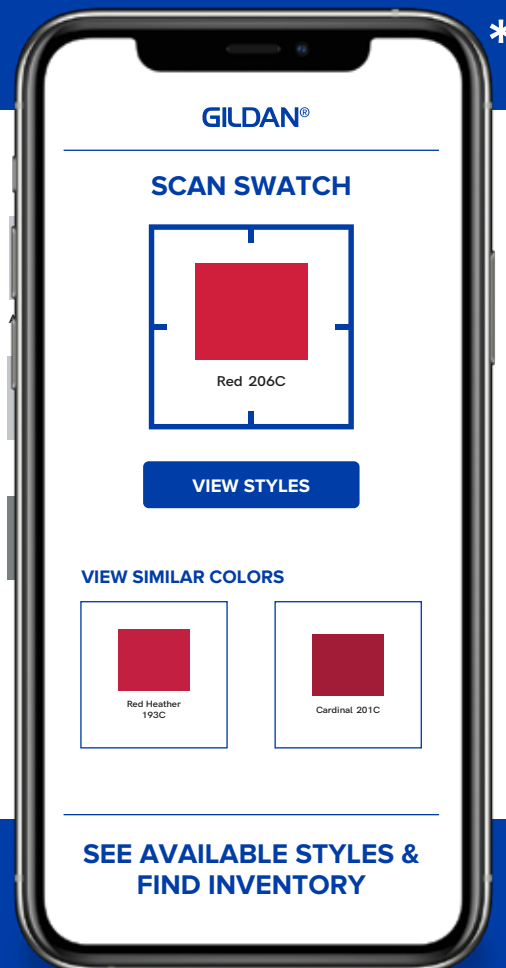 *
GILDAN®
SCAN SWATCH
Red 206C
VIEW STYLES
VIEW SIMILAR COLORS
Red Heather
193C
Cardinal 201C
SEE AVAILABLE STYLES &
FIND INVENTORY